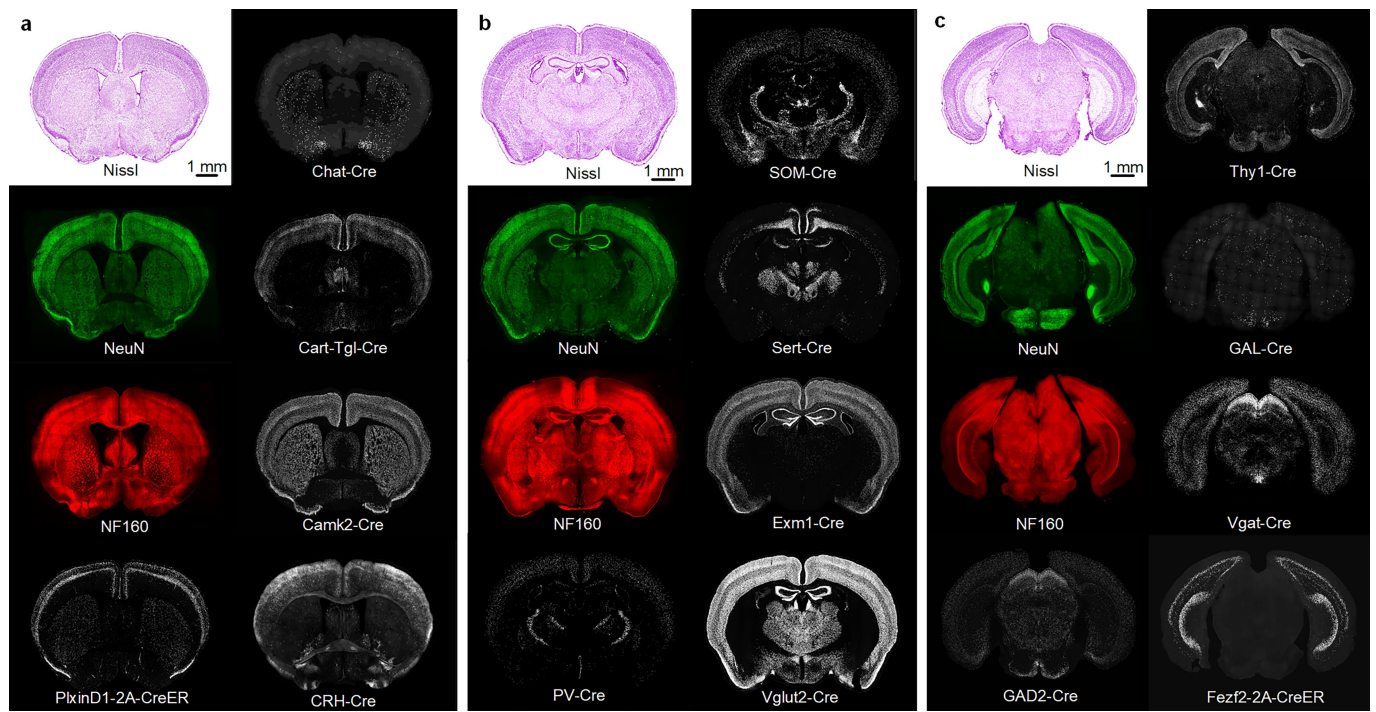 a
Nissl
1 mm
Chat-Cre
NeuN
Cart-Tgl-Cre
NF160
Camk2-Cre
PlxinD1-2A-CreER
CRH-Cre
b
Nissl
1 mm
SOM-Cre
NeuN
Sert-Cre
NF160
Exm1-Cre
PV-Cre
Vglut2-Cre
c
Nissl
1 mm
Thy1-Cre
NeuN
GAL-Cre
NF160
Vgat-Cre
GAD2-Cre
Fezf2-2A-CreER